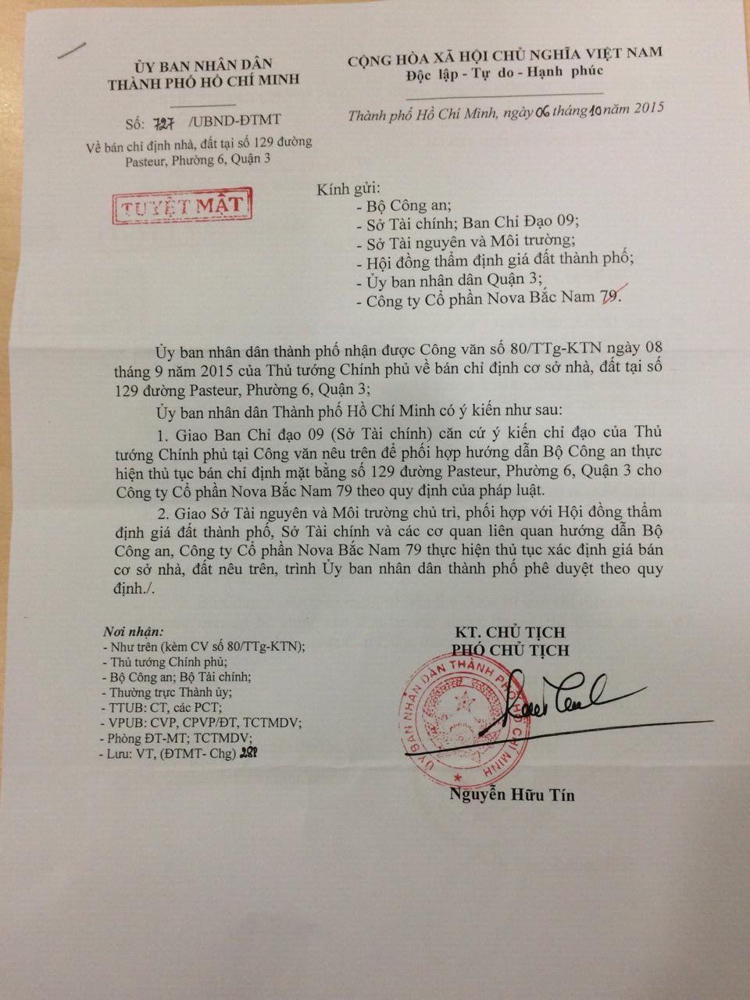 ỦY BAN NHÂN DÂN
THÀNH PHỐ HỒ CHÍ MINH
CỘNG HÒA XÃ HỘI CHỦ NGHĨA VIỆT NAM
Độc lập - Tự do - Hạnh phúc
Số: 727 /UBND-ĐTMT
Thành phố Hồ Chí Minh, ngày 06 tháng 10 năm 2015
Về bán chỉ định nhà, đất tại số 129 đường
Pasteur, Phường 6, Quận 3
TUYỆT MẬT
Kính gửi:
- Bộ Công an;
- Sở Tài chính; Ban Chỉ Đạo 09;
- Sở Tài nguyên và Môi trường;
- Hội đồng thẩm định giá đất thành phố;
- Ủy ban nhân dân Quận 3;
- Công ty Cổ phần Nova Bắc Nam 79.
Ủy ban nhân dân thành phố nhận được Công văn số 80/TTg-KTN ngày 08
tháng 9 năm 2015 của Thủ tướng Chính phủ về bán chỉ định cơ sở nhà, đất tại số
129 đường Pasteur, Phường 6, Quận 3;
Ủy ban nhân dân Thành phố Hồ Chí Minh có ý kiến như sau:
1. Giao Ban Chỉ đạo 09 (Sở Tài chính) căn cứ ý kiến chỉ đạo của Thủ
tướng Chính phủ tại Công văn nêu trên để phối hợp hướng dẫn Bộ Công an thực
hiện thủ tục bán chỉ định mặt bằng số 129 đường Pasteur, Phường 6, Quận 3 cho
Công ty Cổ phần Nova Bắc Nam 79 theo quy định của pháp luật.
2. Giao Sở Tài nguyên và Môi trường chủ trì, phối hợp với Hội đồng thẩm
định giá đất thành phố, Sở Tài chính và các cơ quan liên quan hướng dẫn Bộ
Công an, Công ty Cổ phần Nova Bắc Nam 79 thực hiện thủ tục xác định giá bán
cơ sở nhà, đất nêu trên, trình Ủy ban nhân dân thành phố phê duyệt theo quy
định./.
Nơi nhận:
- Như trên (kèm CV số 80/TTg-KTN);
- Thủ tướng Chính phủ;
- Bộ Công an; Bộ Tài chính;
- Thường trực Thành ủy;
- TTUB: CT, các PCT;
- VPUB: CVP, CPVP/ĐT, TCTMDV;
- Phòng ĐT-MT; TCTMDV;
- Lưu: VT, (ĐTMT- Chg)
KT. CHỦ TỊCH
PHÓ CHỦ TỊCH
ỦY BAN NHÂN DÂN THÀNH PHỐ HỒ CHÍ MINH
Nguyễn Hữu Tín